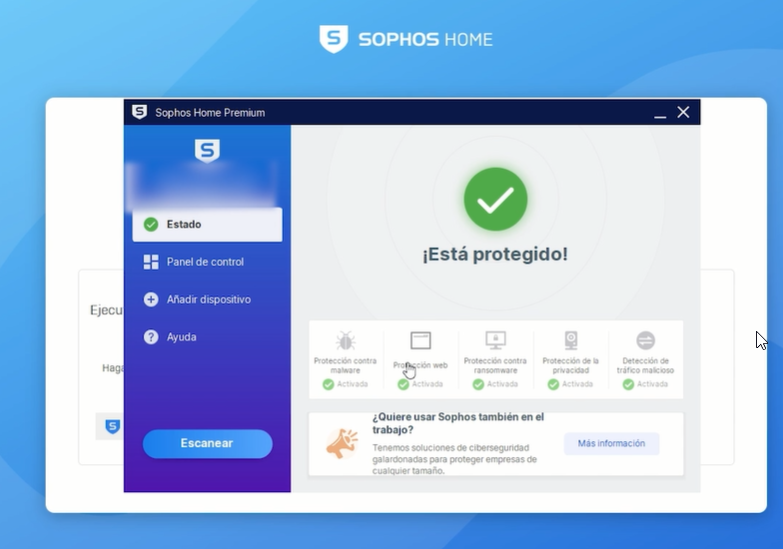 SOPHOS HOME
Sophos Home Premium
Estado
Panel de control
Añadir dispositivo
Ayuda
Escanear
¡Está protegido!
Protección contra
malware
Activada
Protección web
Activada
Protección contra
ransomware
Activada
Protección de la
privacidad
Activada
Detección de
tráfico malicioso
Activada
¿Quiere usar Sophos también en el
trabajo?
Tenemos soluciones de ciberseguridad
galardonadas para proteger empresas de
cualquier tamaño.
Más información
Ejecu
Haga